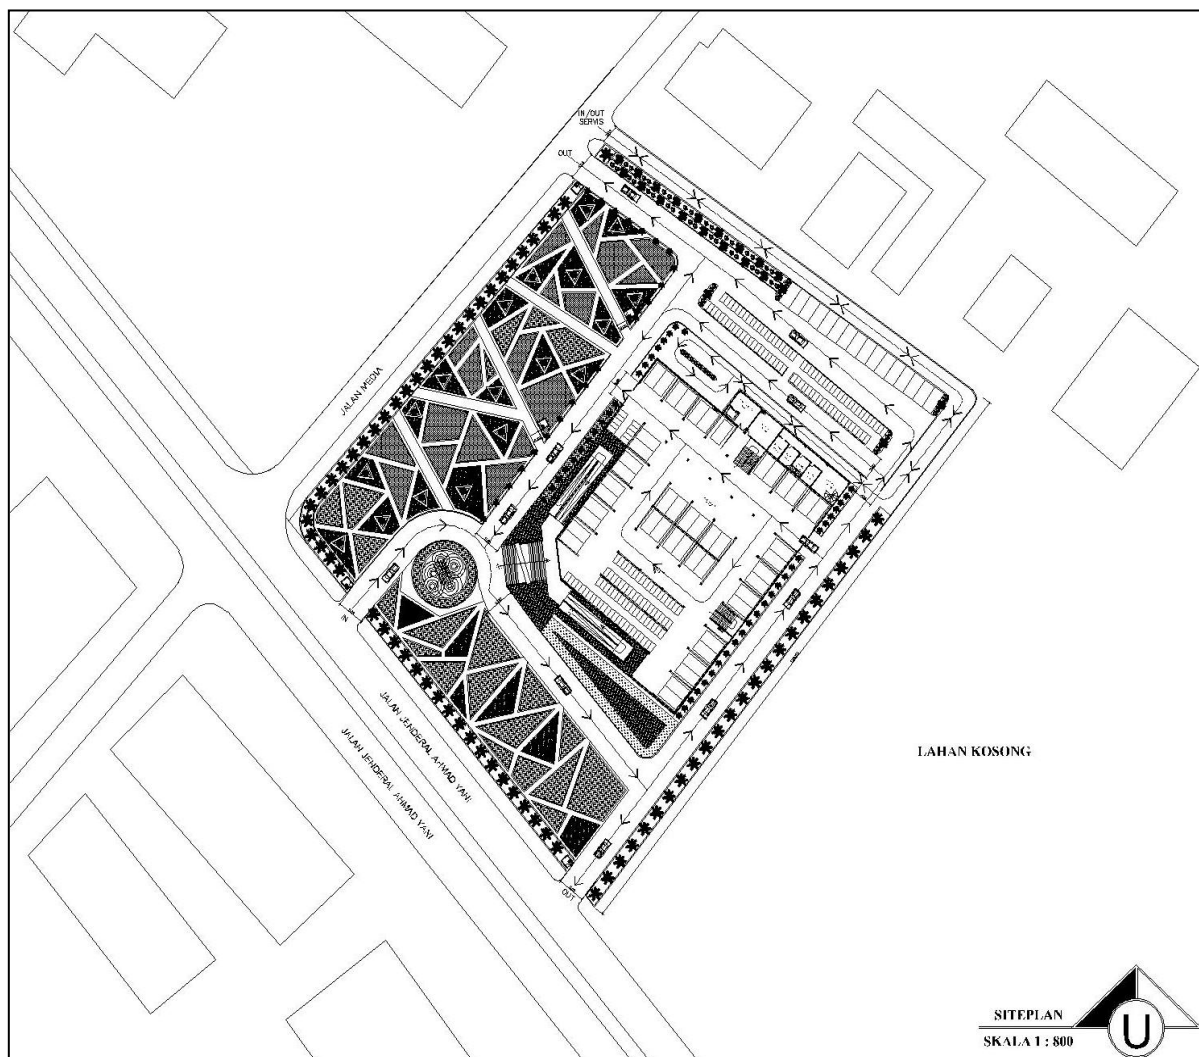 IN/OUT
SERVIS
OUT
JALAN MEDIA
IN
JALAN JENDERAL AHMAD YANI
JALAN JENDERAL AHMAD YANI
OUT
LAHAN KOSONG
SITEPLAN
SKALA 1 : 800
U